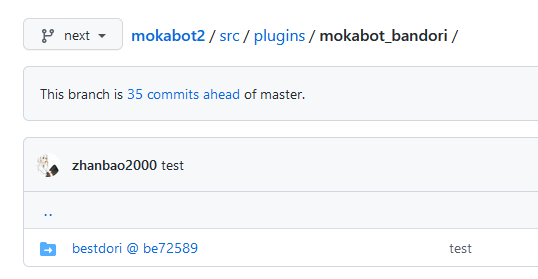 next mokabot2 / src / plugins / mokabot_bandori /
This branch is 35 commits ahead of master.
zhanbao2000 test
..
bestdori @ be72589 test